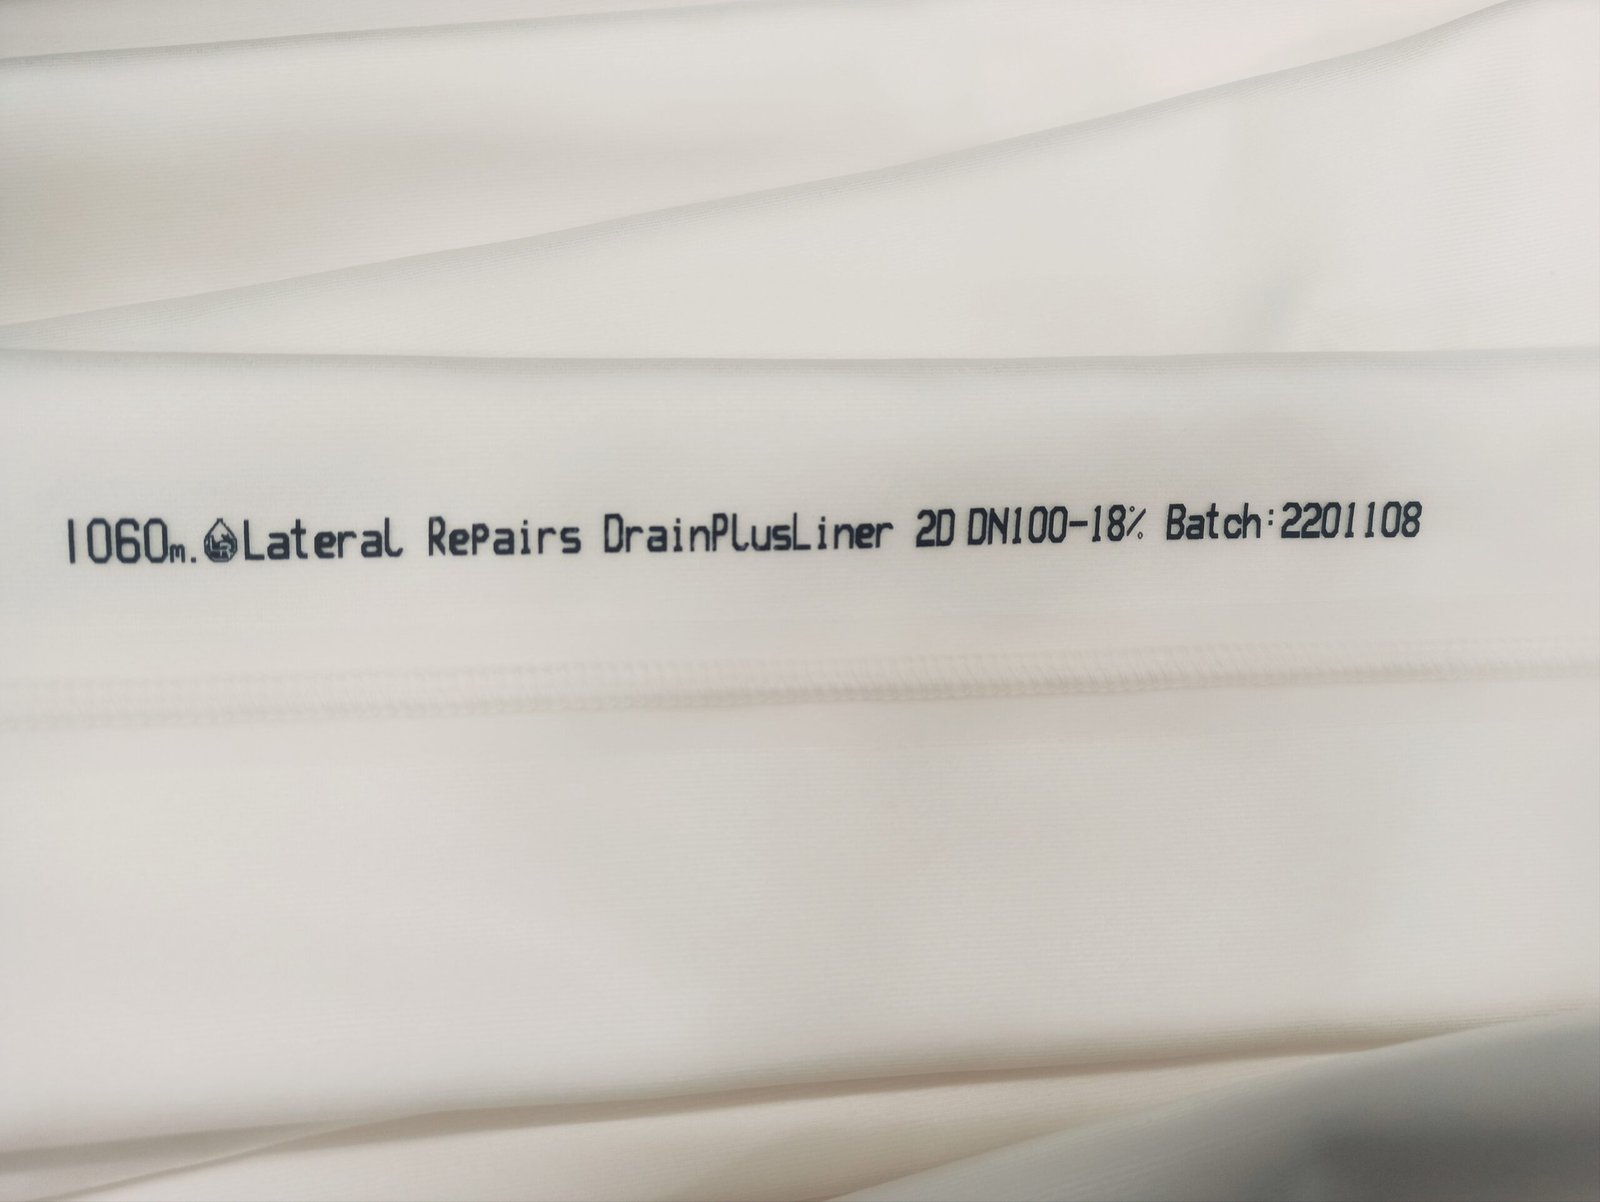 1060m. Lateral Repairs DrainPlusLiner 2D DN100-18% Batch:2201108